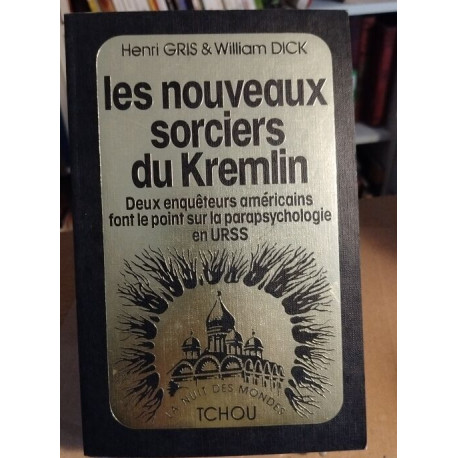 Henri GRIS & William DICK
les nouveaux
sorciers
du Kremlin
Deux enquêteurs américains
font le point sur la parapsychologie
en URSS
LA NUIT DES MONDES
TCHOU